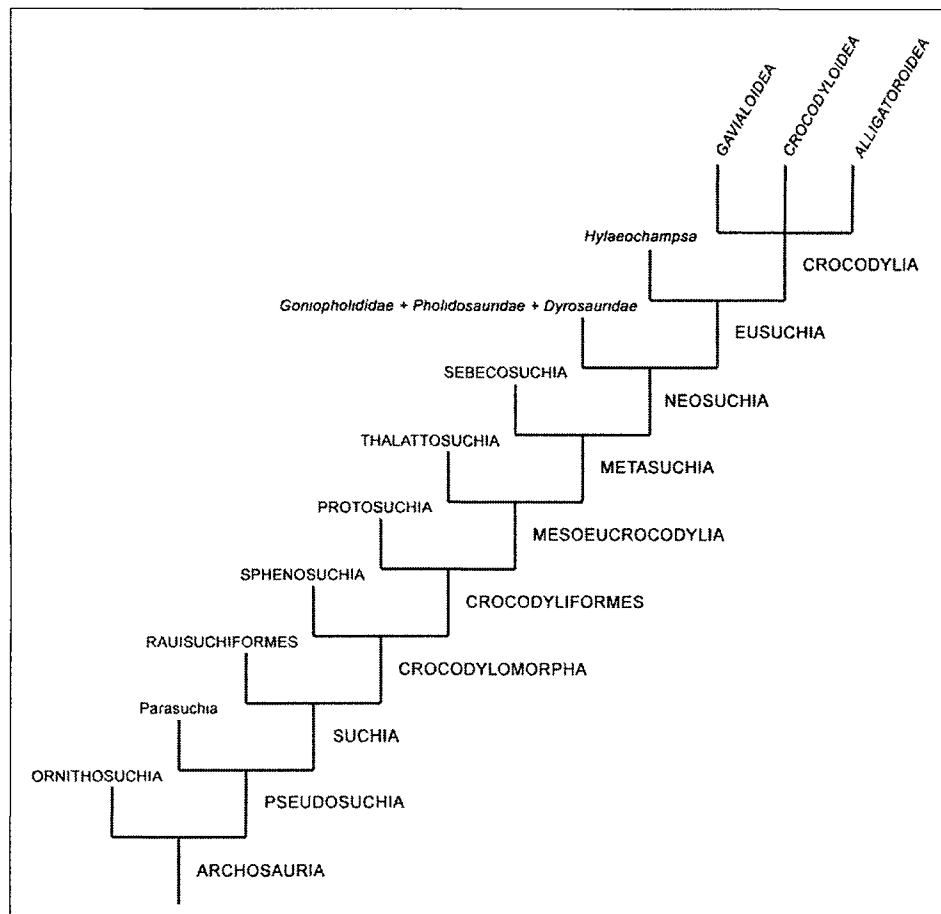 GAVIALOIDEA
CROCODYLOIDEA
ALLIGATOROIDEA
Hylaeochampsa
CROCODYLIA
Goniopholididae + Pholidosauridae + Dyrosauridae
EUSUCHIA
SEBECOSUCHIA
NEOSUCHIA
THALATTOSUCHIA
METASUCHIA
PROTOSUCHIA
MESOEUCROCODYLIA
SPHENOSUCHIA
CROCODYLIFORMES
RAUISUCHIFORMES
CROCODYLOMORPHA
Parasuchia
SUCHIA
ORNITHOSUCHIA
PSEUDOSUCHIA
ARCHOSAURIA